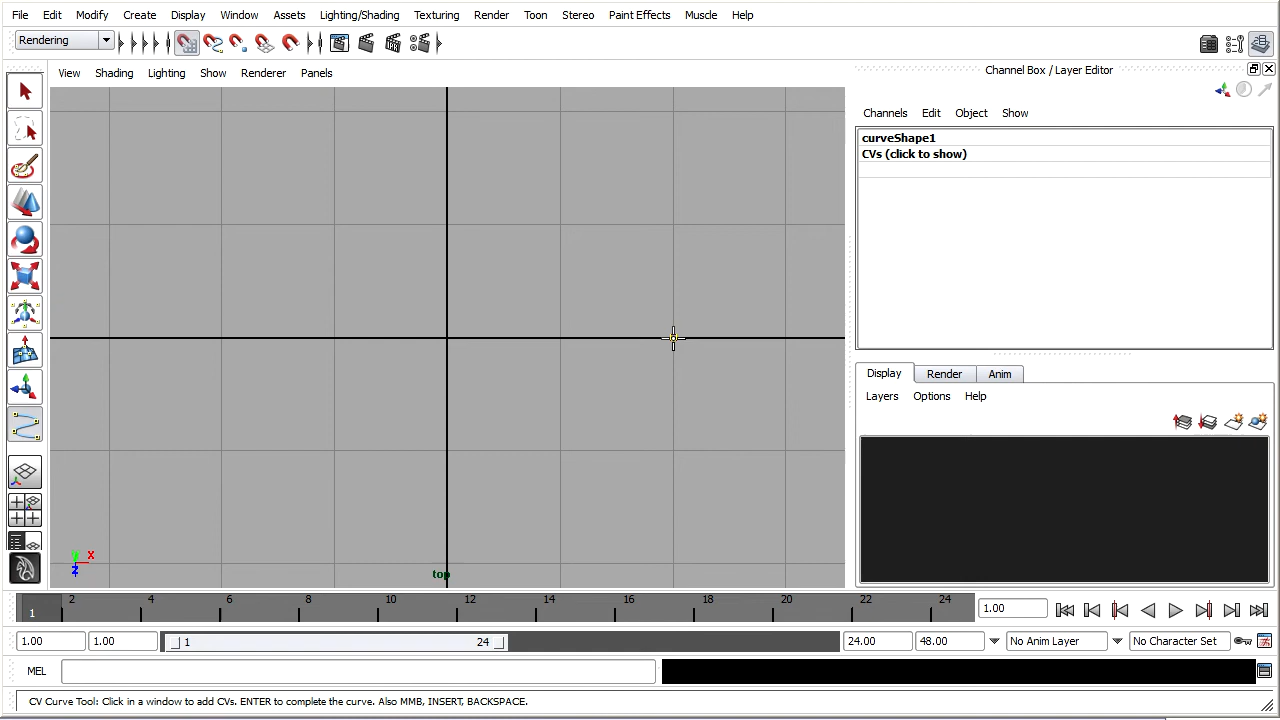 File Edit Modify Create Display Window Assets Lighting/Shading Texturing Render Toon Stereo Paint Effects Muscle Help
Rendering
View Shading Lighting Show Renderer Panels
Channel Box / Layer Editor
Channels Edit Object Show
curveShape1
CVs (click to show)
Display Render Anim
Layers Options Help
y x
z
top
1 2 4 6 8 10 12 14 16 18 20 22 24 1.00
1.00 1.00 1 24 24.00 48.00 No Anim Layer No Character Set
MEL
CV Curve Tool: Click in a window to add CVs. ENTER to complete the curve. Also MMB, INSERT, BACKSPACE.